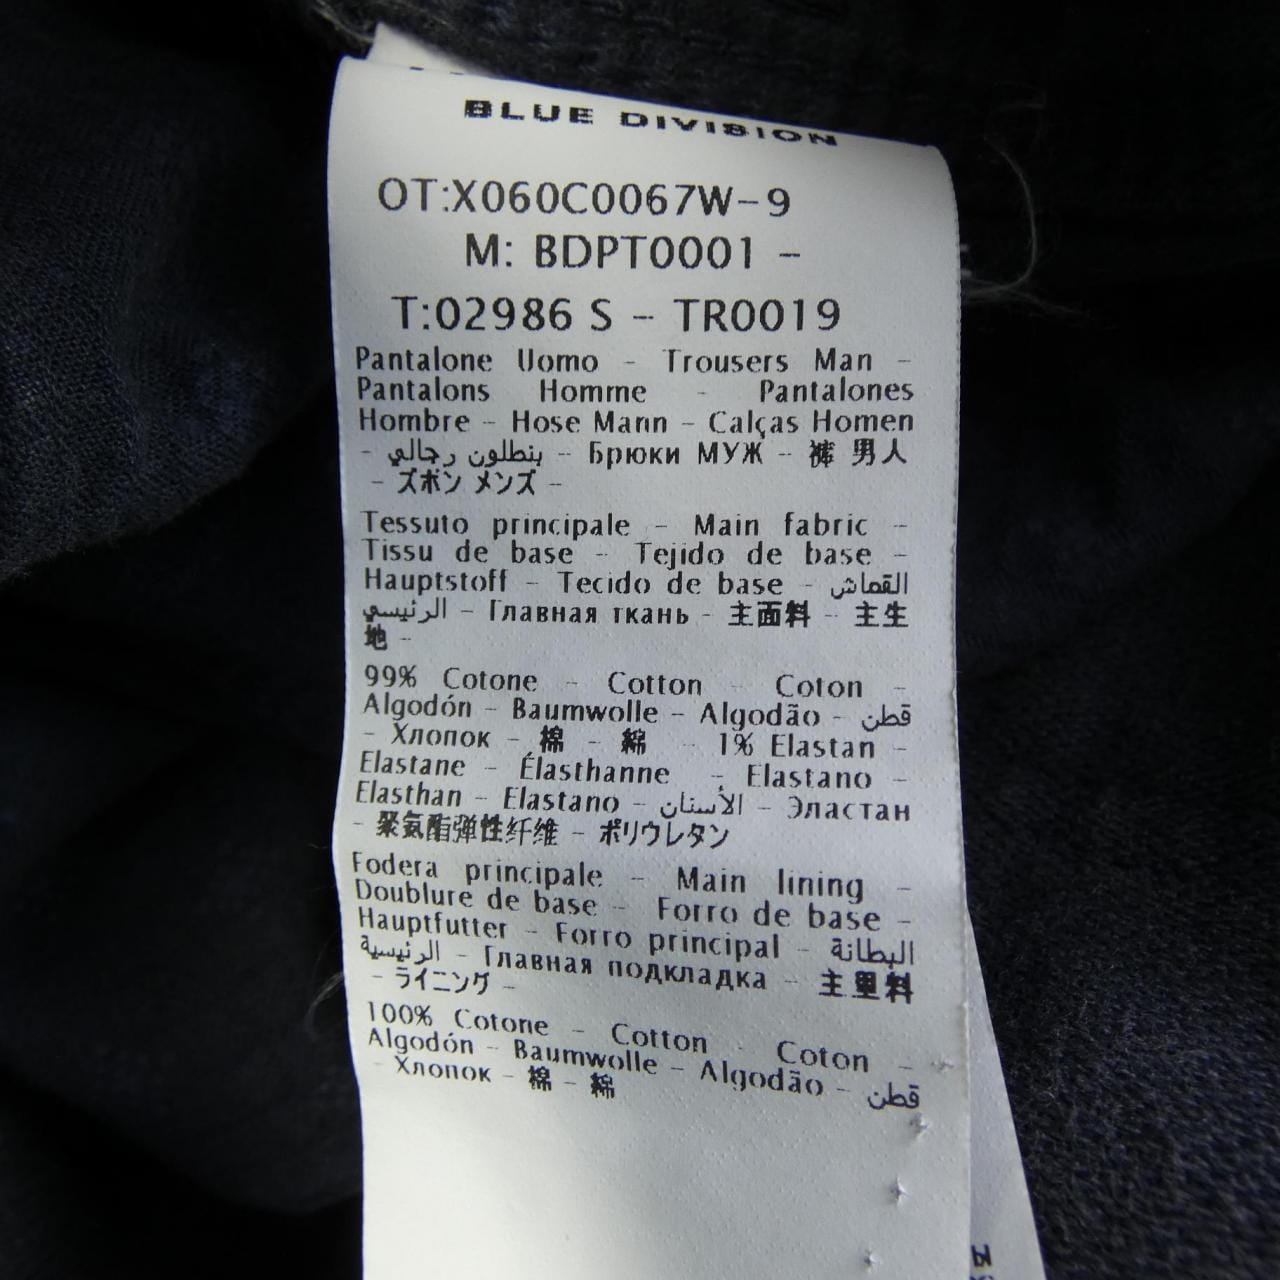 BLUE DIVISION
OT:X060C0067W-9
M: BDPT0001 -
T:02986 S - TR0019
Pantalone Uomo - Trousers Man -
Pantalons Homme - Pantalones
Hombre - Hose Mann - Calças Homen
- بنطلون رجالي - Брюки МУЖ - 裤 男人
- ズボン メンズ -
Tessuto principale - Main fabric -
Tissu de base - Tejido de base -
Hauptstoff - Tecido de base - القماش
الرئيسي - Главная ткань - 主面料 - 主生
地 -
99% Cotone - Cotton - Coton -
Algodón - Baumwolle - Algodão - قطن
- Хлопок - 棉 - 綿 - 1% Elastan -
Elastane - Élasthanne - Elastano -
Elasthan - Elastano - الأسنان - Эластан
- 聚氨酯弹性纤维 - ポリウレタン
Fodera principale - Main lining -
Doublure de base - Forro de base -
Hauptfutter - Forro principal - البطانة
الرئيسية - Главная подкладка - 主里料
- ライニング -
100% Cotone - Cotton - Coton -
Algodón - Baumwolle - Algodão - قطن
- Хлопок - 棉 - 綿